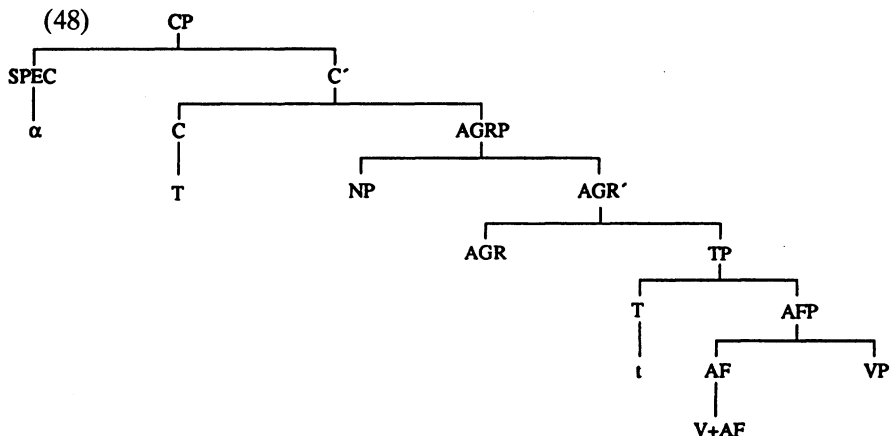 (48) CP
SPEC C´
α C AGRP
T NP AGR´
AGR TP
T AFP
t AF VP
V+AF